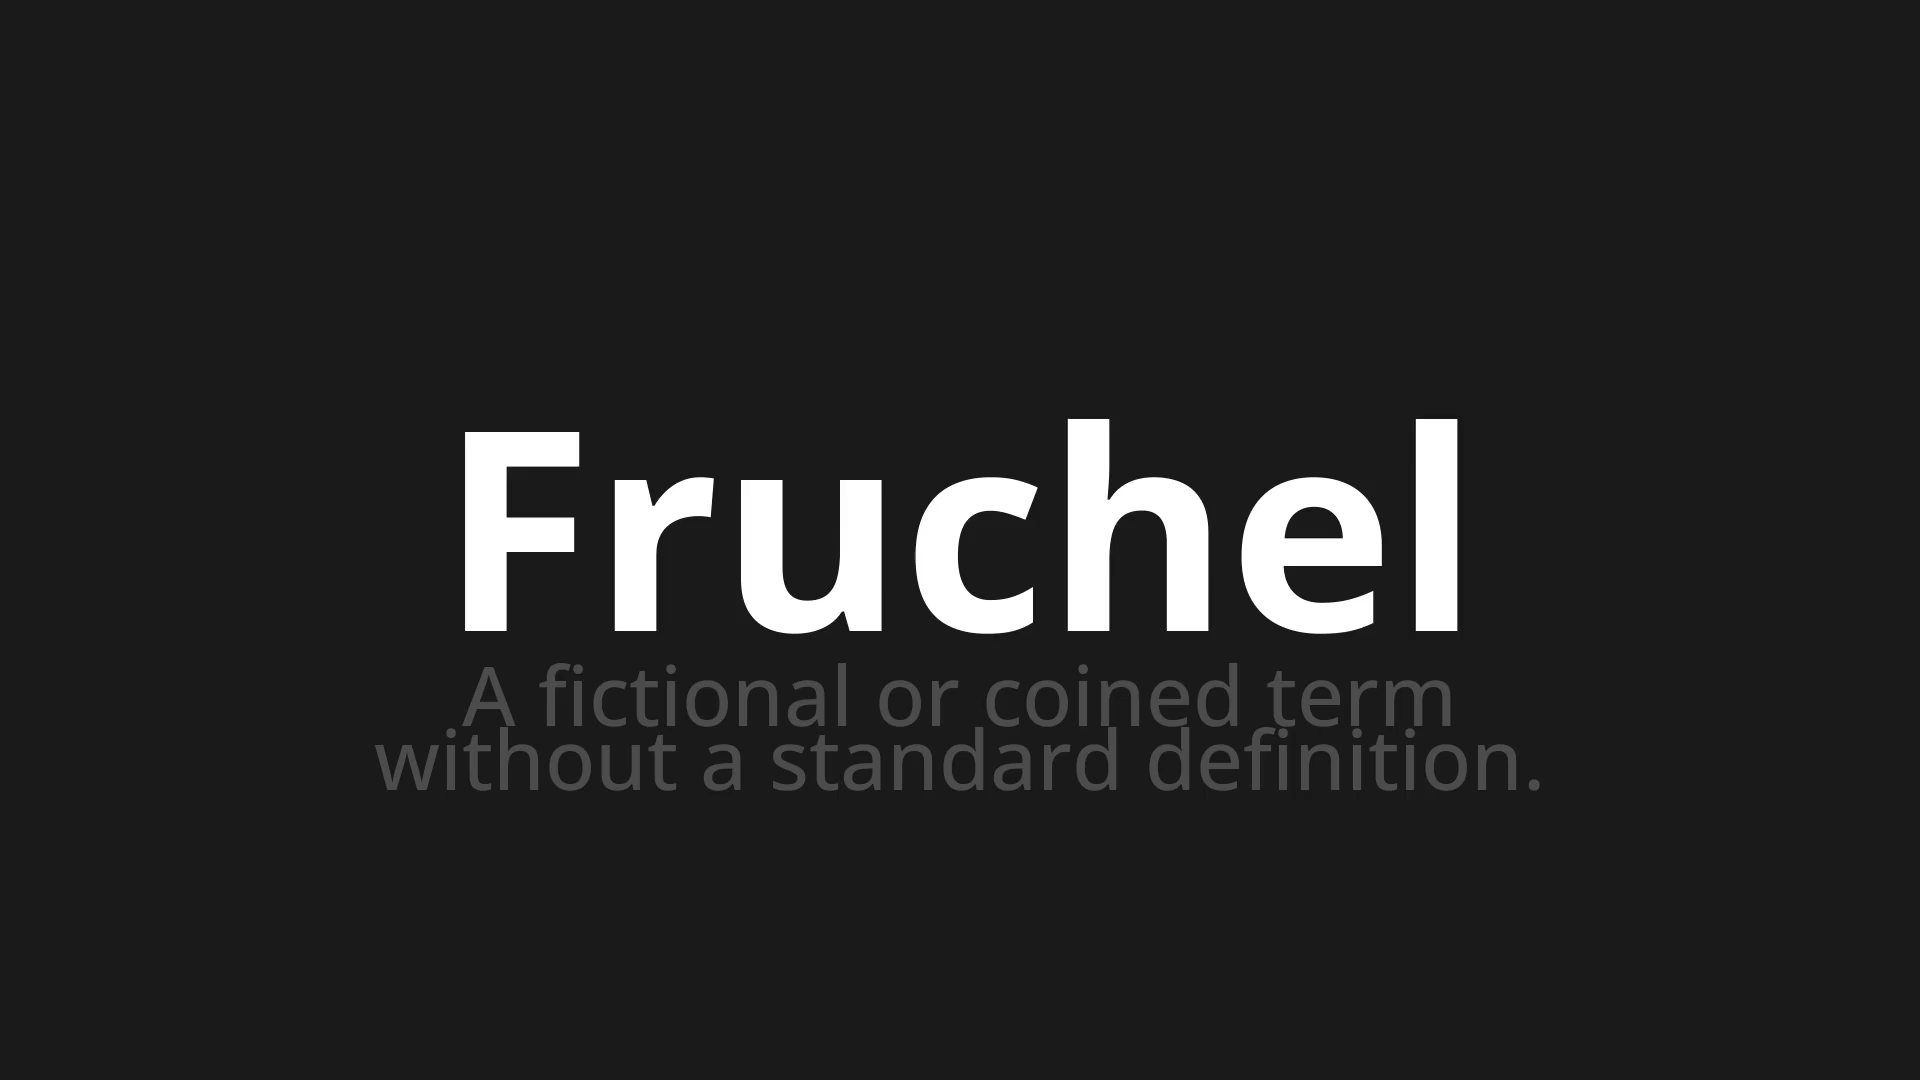 Fruchel
A fictional or coined term
without a standard definition.